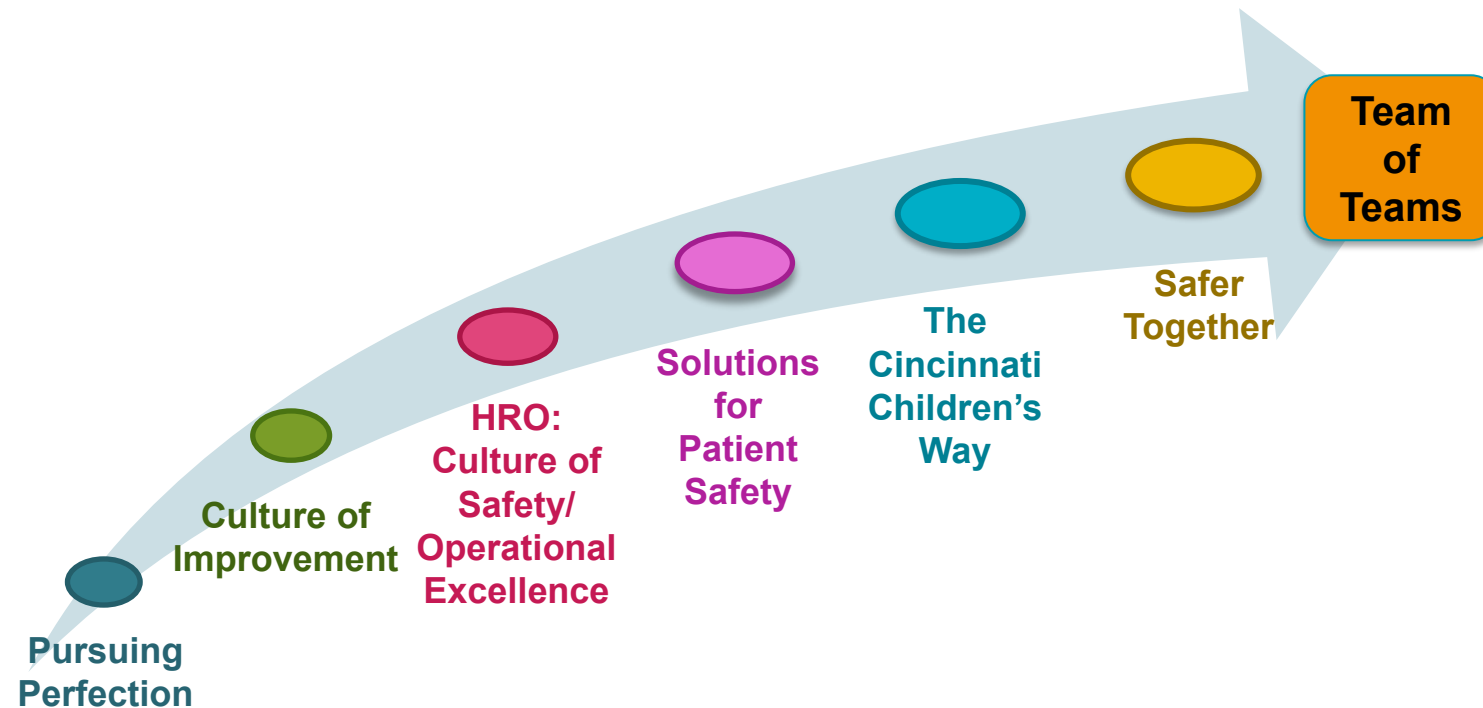 Pursuing
Perfection
Culture of
Improvement
HRO:
Culture of
Safety/
Operational
Excellence
Solutions
for
Patient
Safety
The
Cincinnati
Children’s
Way
Safer
Together
Team
of
Teams